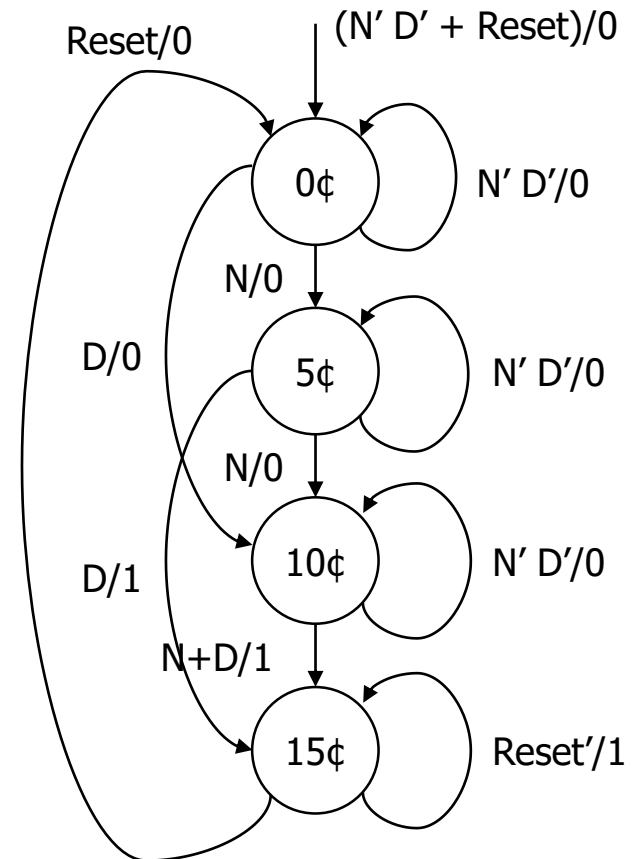 (N’ D’ + Reset)/0
Reset/0
0¢
N’ D’/0
N/0
D/0
5¢
N’ D’/0
N/0
10¢
N’ D’/0
D/1
N+D/1
15¢
Reset’/1